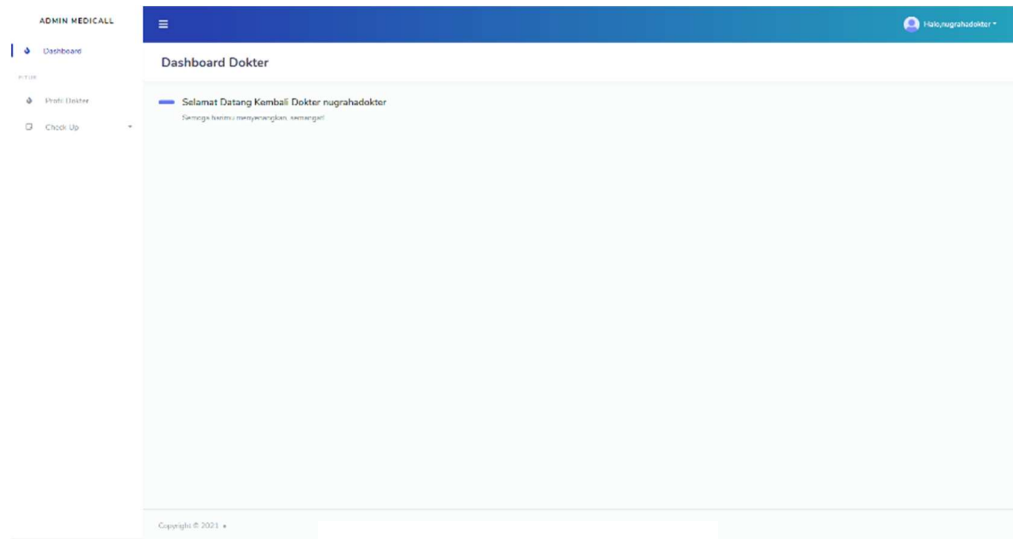 ADMIN MEDICALL
Halo,nugrahadokter
Dashboard
Dashboard Dokter
FITUR
Profil Dokter
Selamat Datang Kembali Dokter nugrahadokter
Semoga harimu menyenangkan, semangat!
Check Up
Copyright © 2021